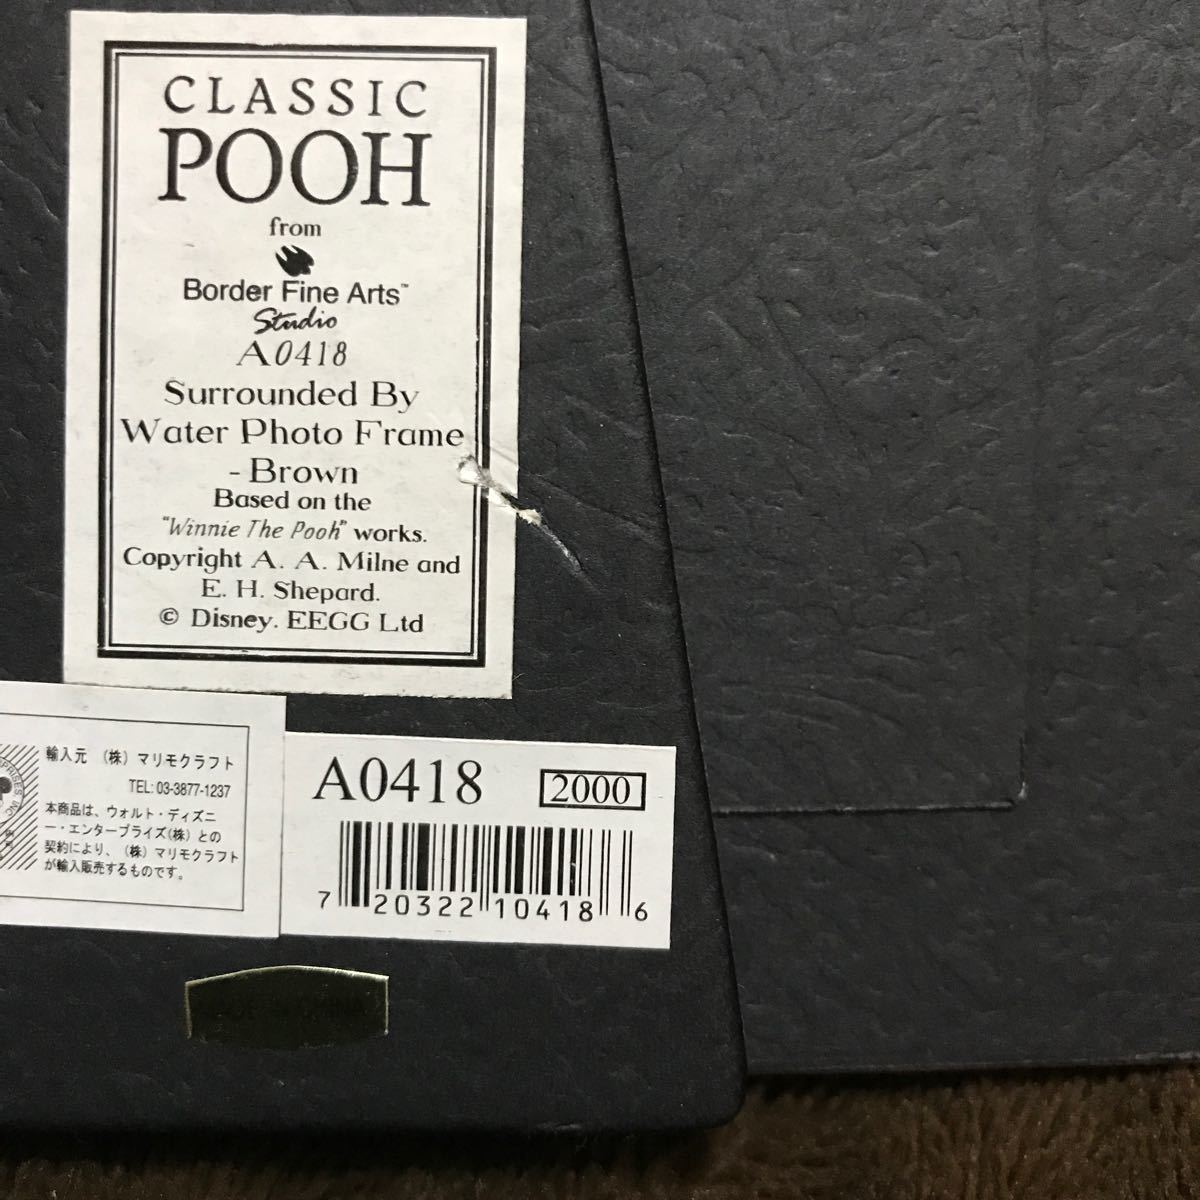 CLASSIC
POOH
from
Border Fine Arts™
Studio
A0418
Surrounded By
Water Photo Frame
- Brown
Based on the
"Winnie The Pooh" works.
Copyright A. A. Milne and
E. H. Shepard.
© Disney. EEGG Ltd
輸入元 (株) マリモクラフト
TEL: 03-3877-1237
本商品は、ウォルト・ディズニ
ー・エンタープライズ(株) との
契約により、(株) マリモクラフト
が輸入販売するものです。
A0418 2000
7 20322 10418 6
CHINA